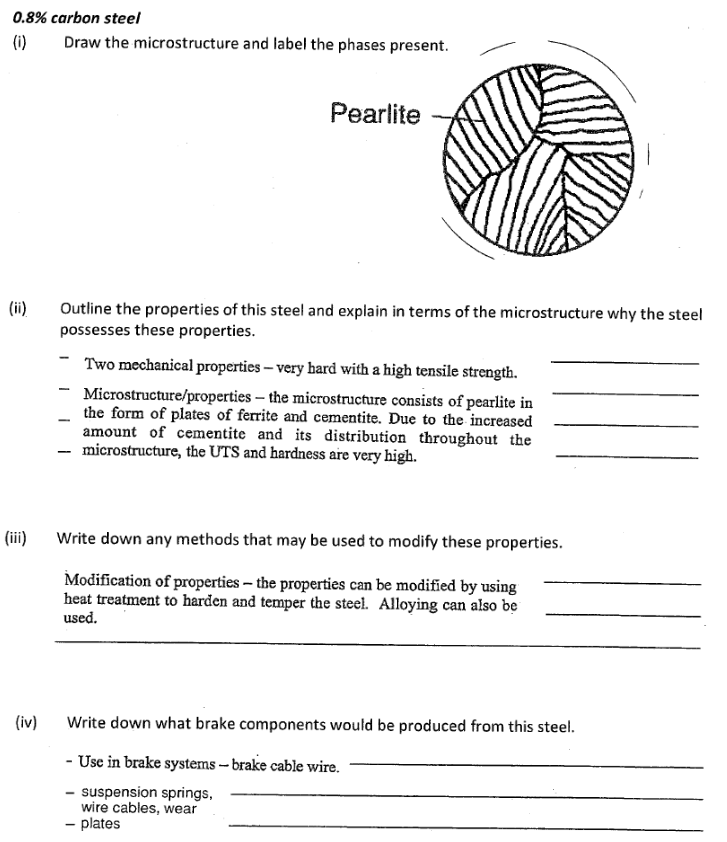 0.8% carbon steel
(i) Draw the microstructure and label the phases present.
Pearlite
(ii) Outline the properties of this steel and explain in terms of the microstructure why the steel
possesses these properties.
– Two mechanical properties – very hard with a high tensile strength.
– Microstructure/properties – the microstructure consists of pearlite in
– the form of plates of ferrite and cementite. Due to the increased
amount of cementite and its distribution throughout the
– microstructure, the UTS and hardness are very high.
(iii) Write down any methods that may be used to modify these properties.
Modification of properties – the properties can be modified by using
heat treatment to harden and temper the steel. Alloying can also be
used.
(iv) Write down what brake components would be produced from this steel.
- Use in brake systems – brake cable wire.
– suspension springs,
wire cables, wear
– plates